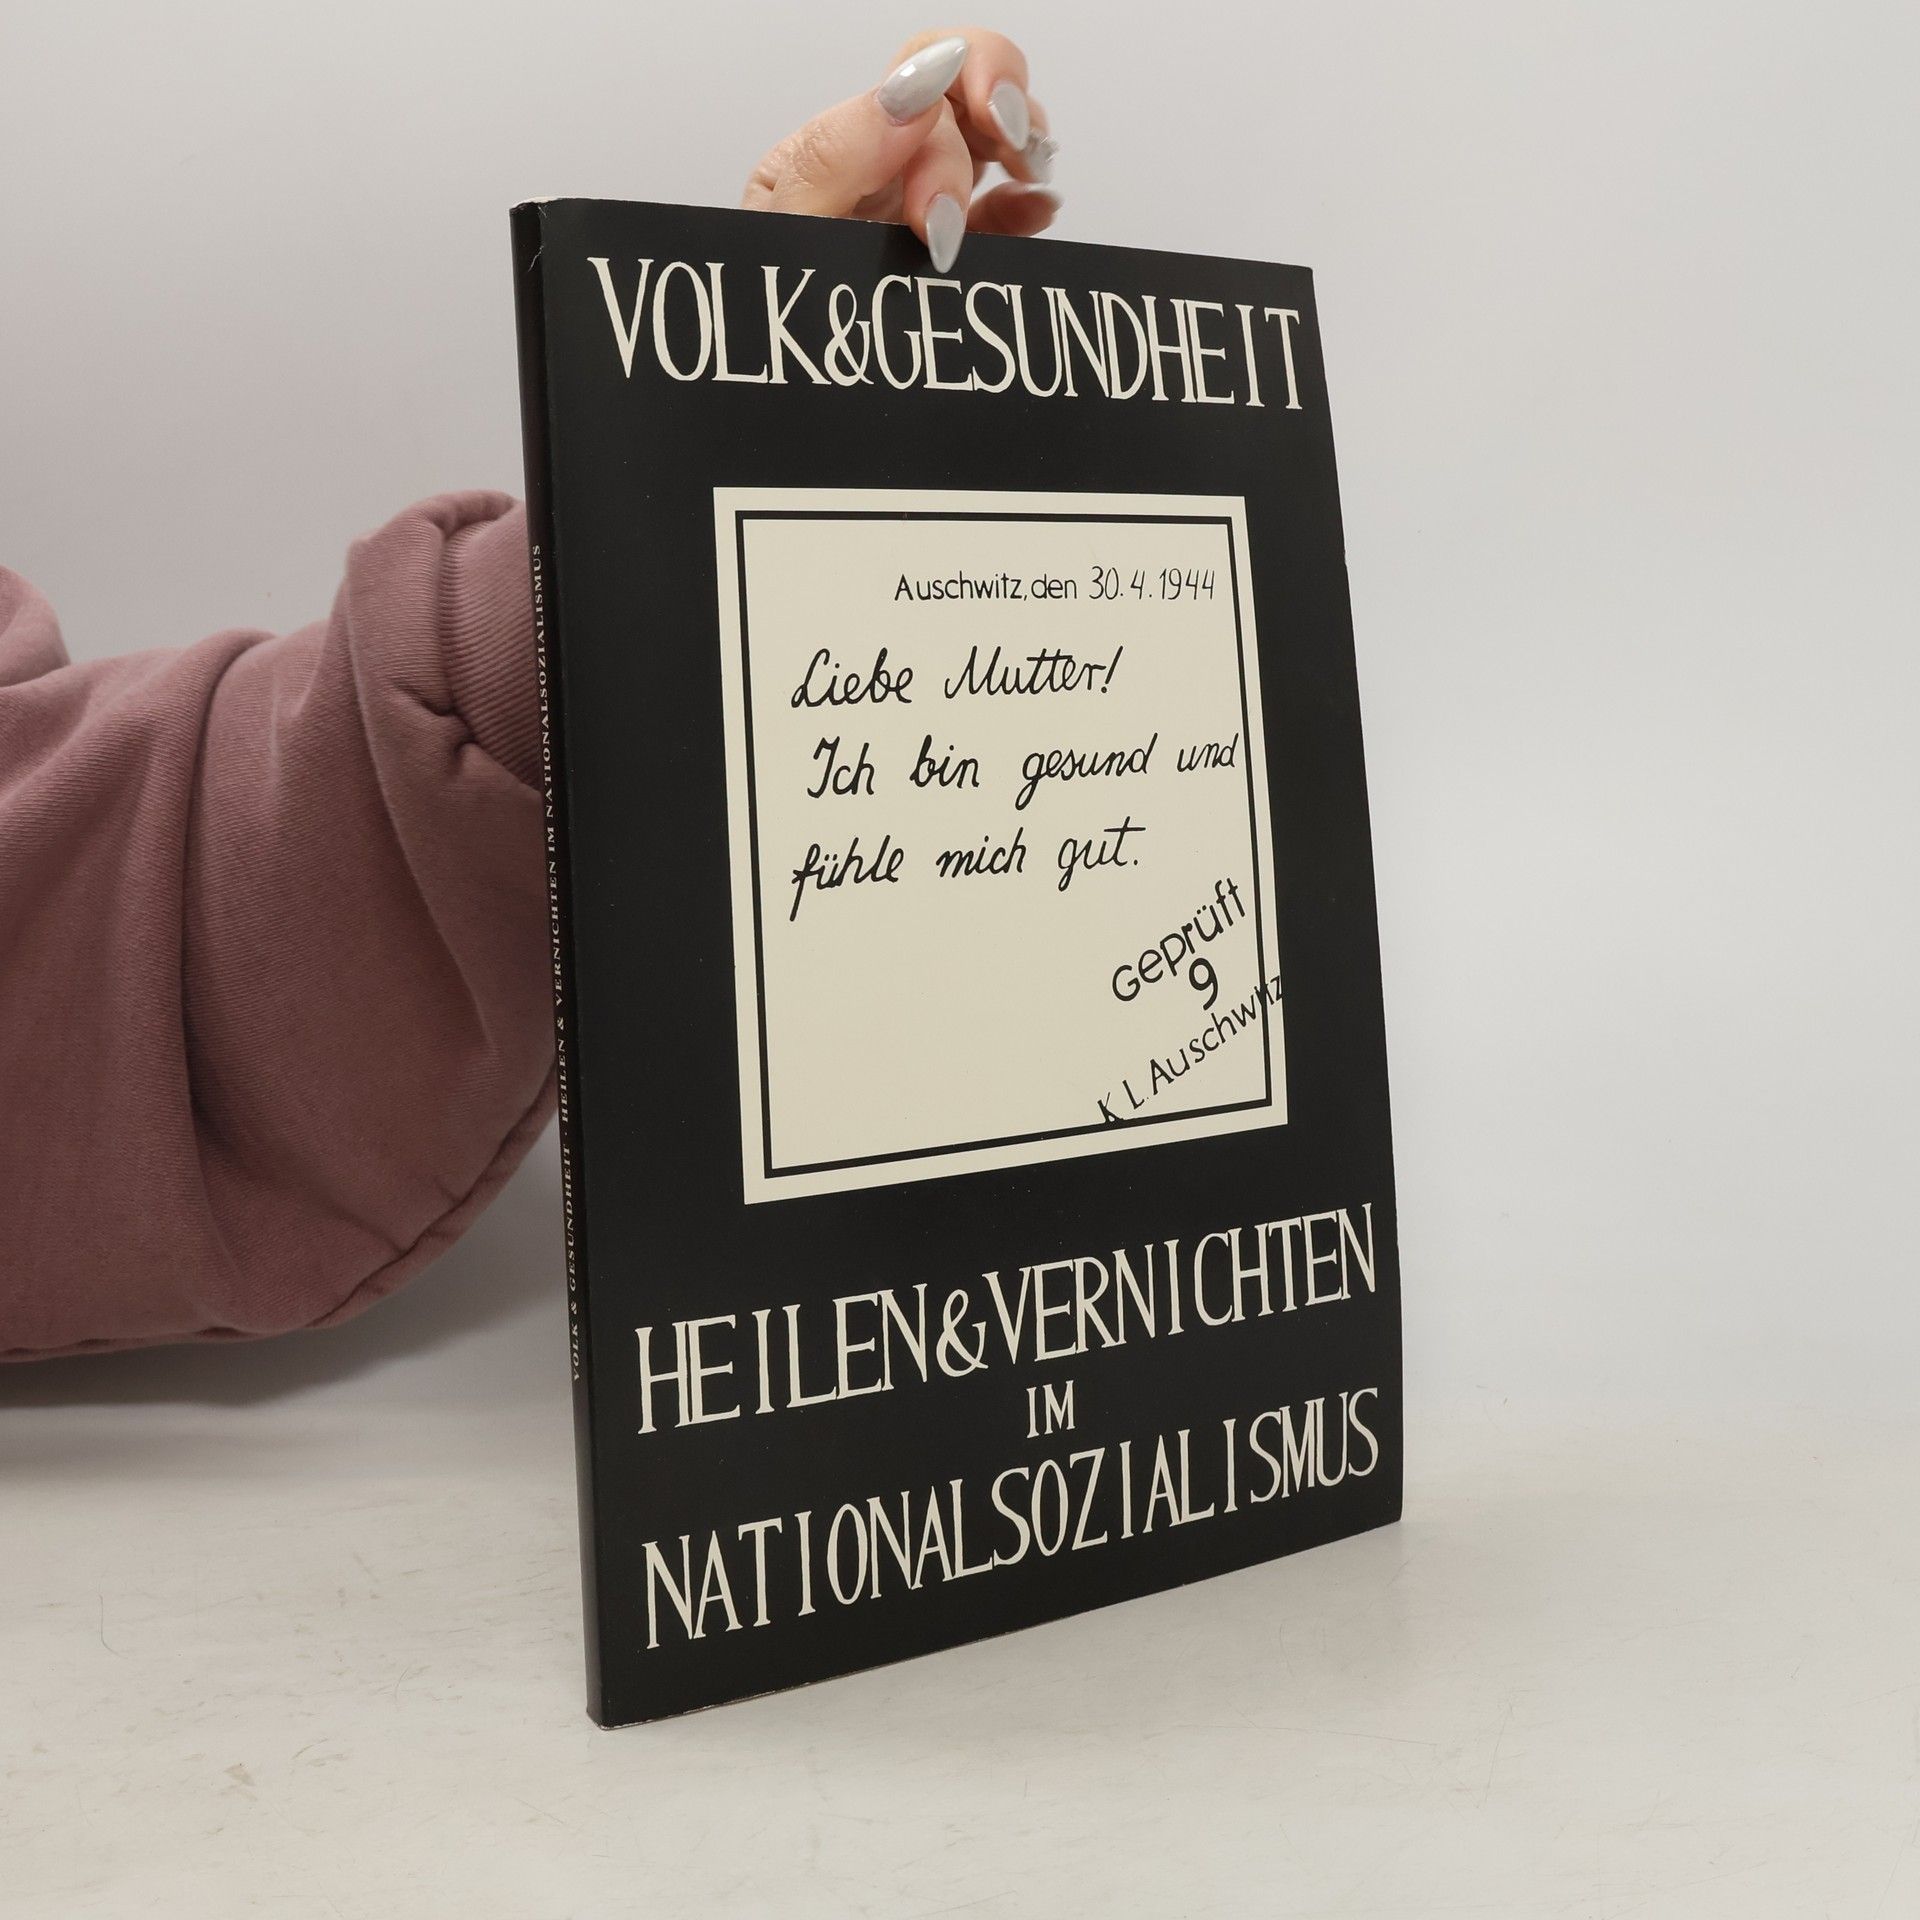 VOLK&GESUNDHEIT
Auschwitz, den 30.4.1944
Liebe Mutter!
Ich bin gesund und
fühle mich gut.
Geprüft
9
K L. Auschwitz
HEILEN&VERNICHTEN
IM
NATIONALSOZIALISMUS
VOLK & GESUNDHEIT · HEILEN & VERNICHTEN IM NATIONALSOZIALISMUS